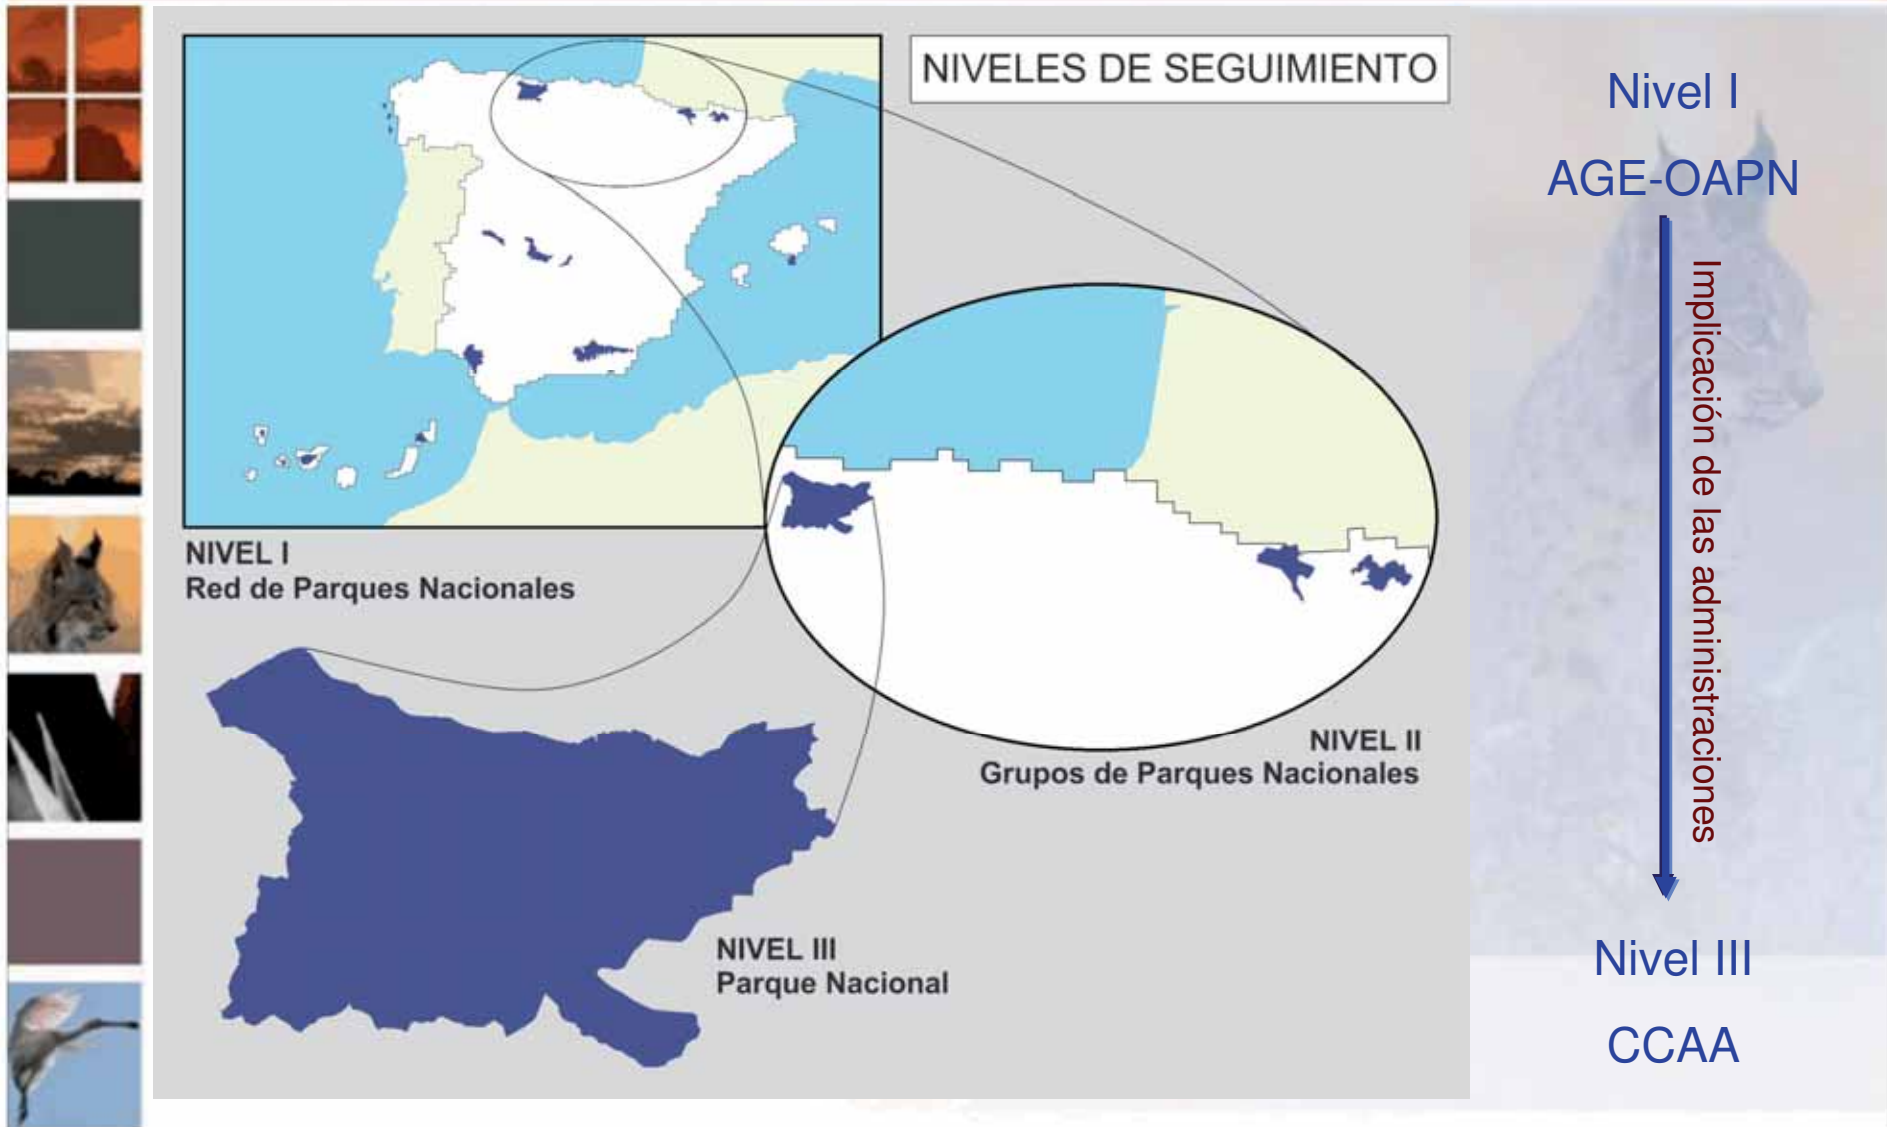 NIVELES DE SEGUIMIENTO
NIVEL I
Red de Parques Nacionales
NIVEL II
Grupos de Parques Nacionales
NIVEL III
Parque Nacional
Nivel I
AGE-OAPN
Implicación de las administraciones
Nivel III
CCAA